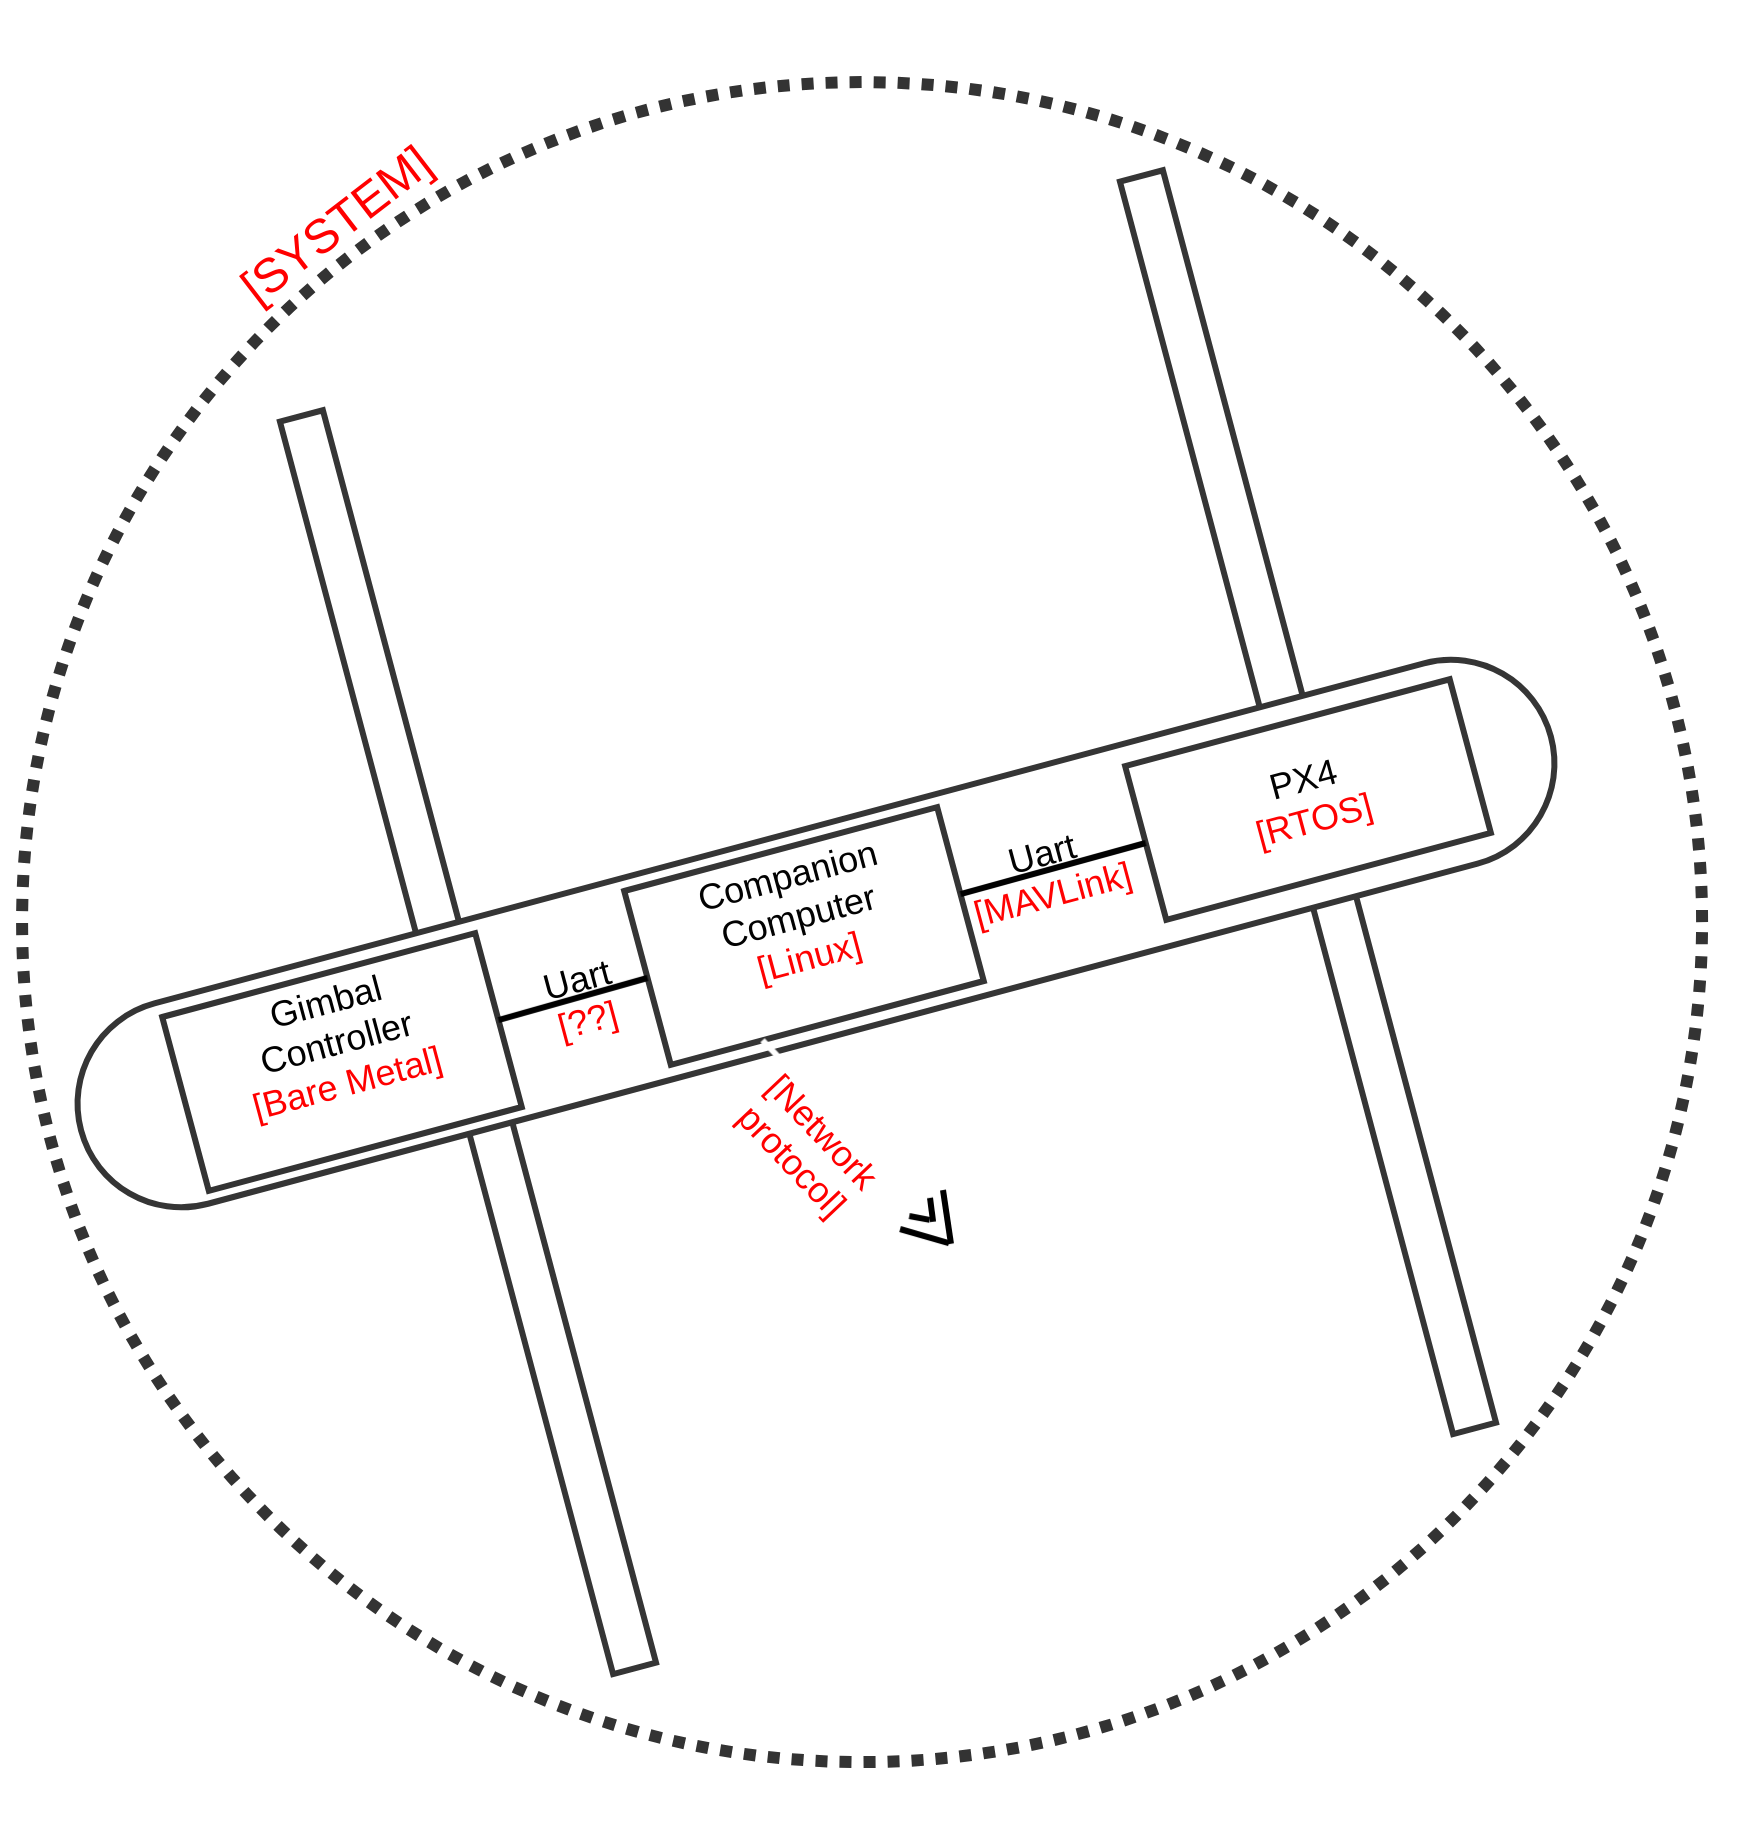 [SYSTEM]
PX4
[RTOS]
Uart
[MAVLink]
Companion
Computer
[Linux]
Uart
[??]
Gimbal
Controller
[Bare Metal]
[Network
protocol]